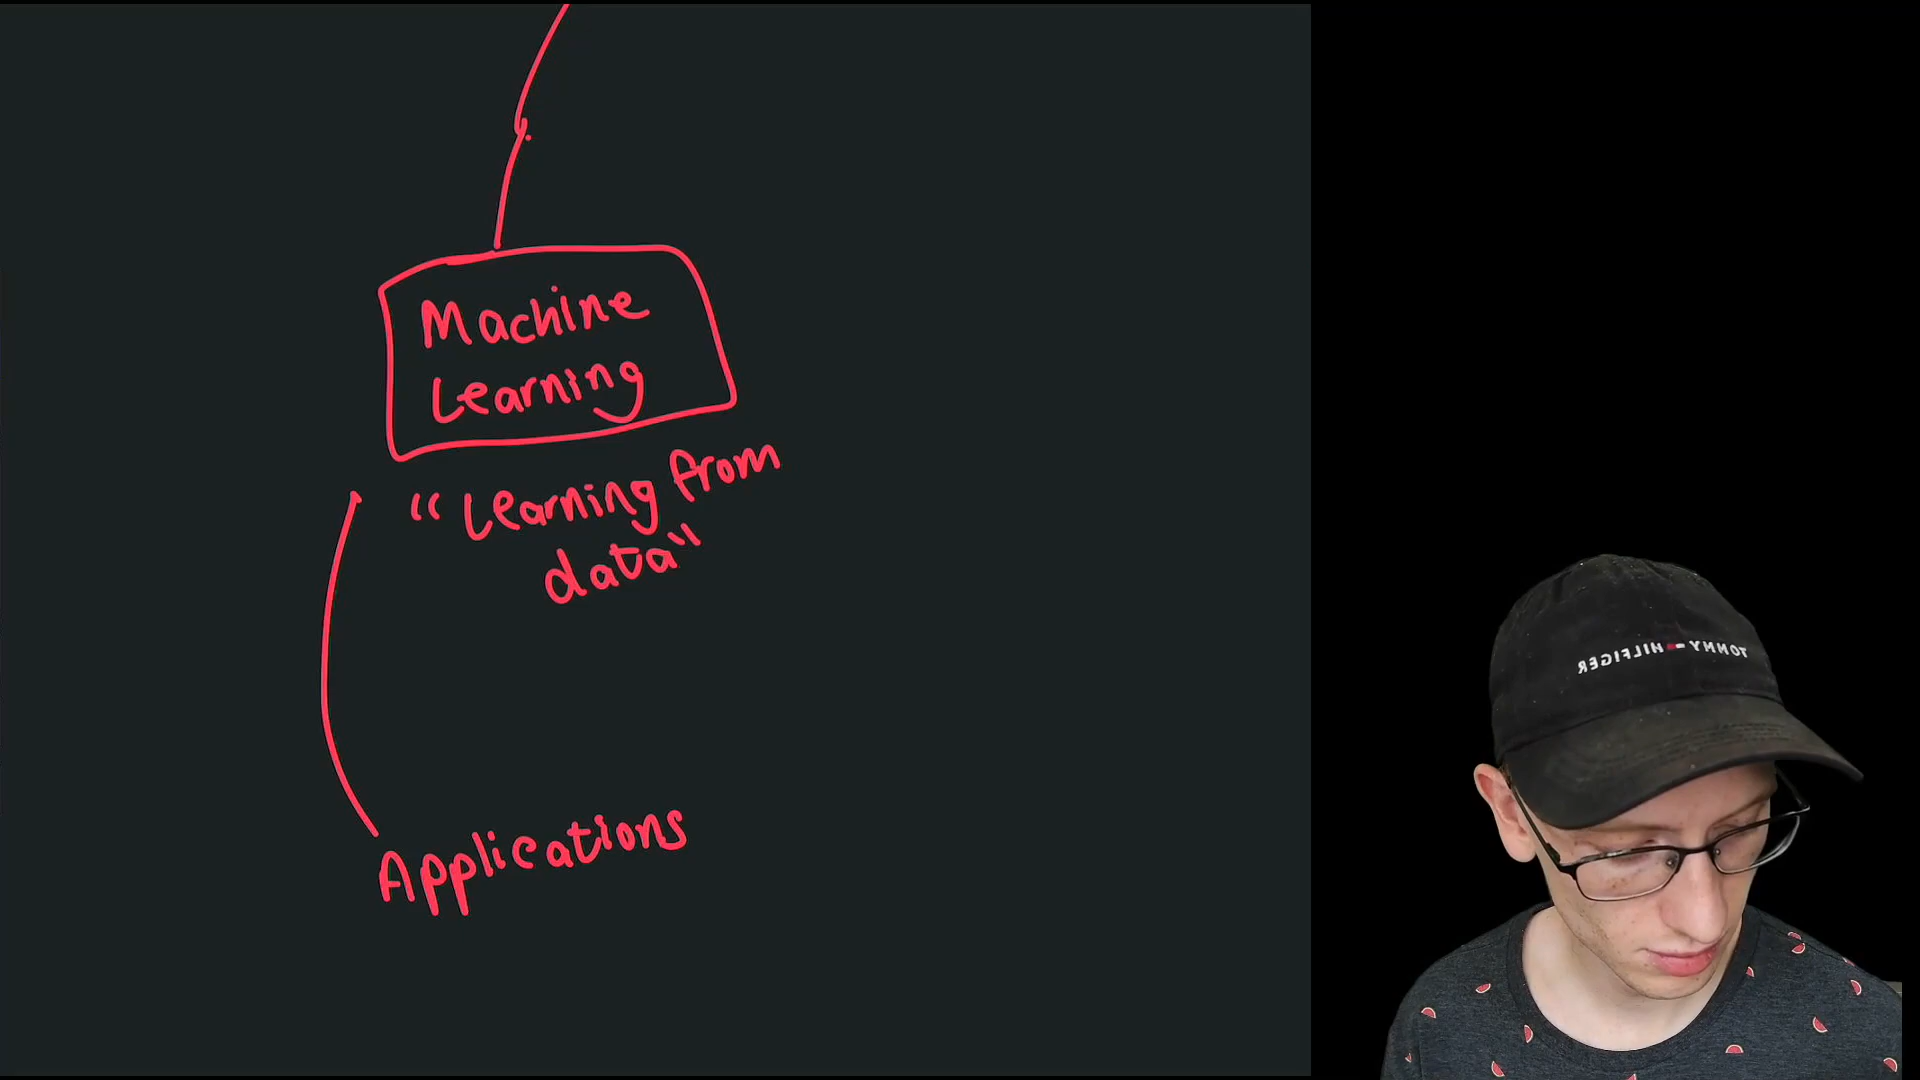 Machine
Learning
"Learning from
data"
Applications
TOMMY HILFIGER